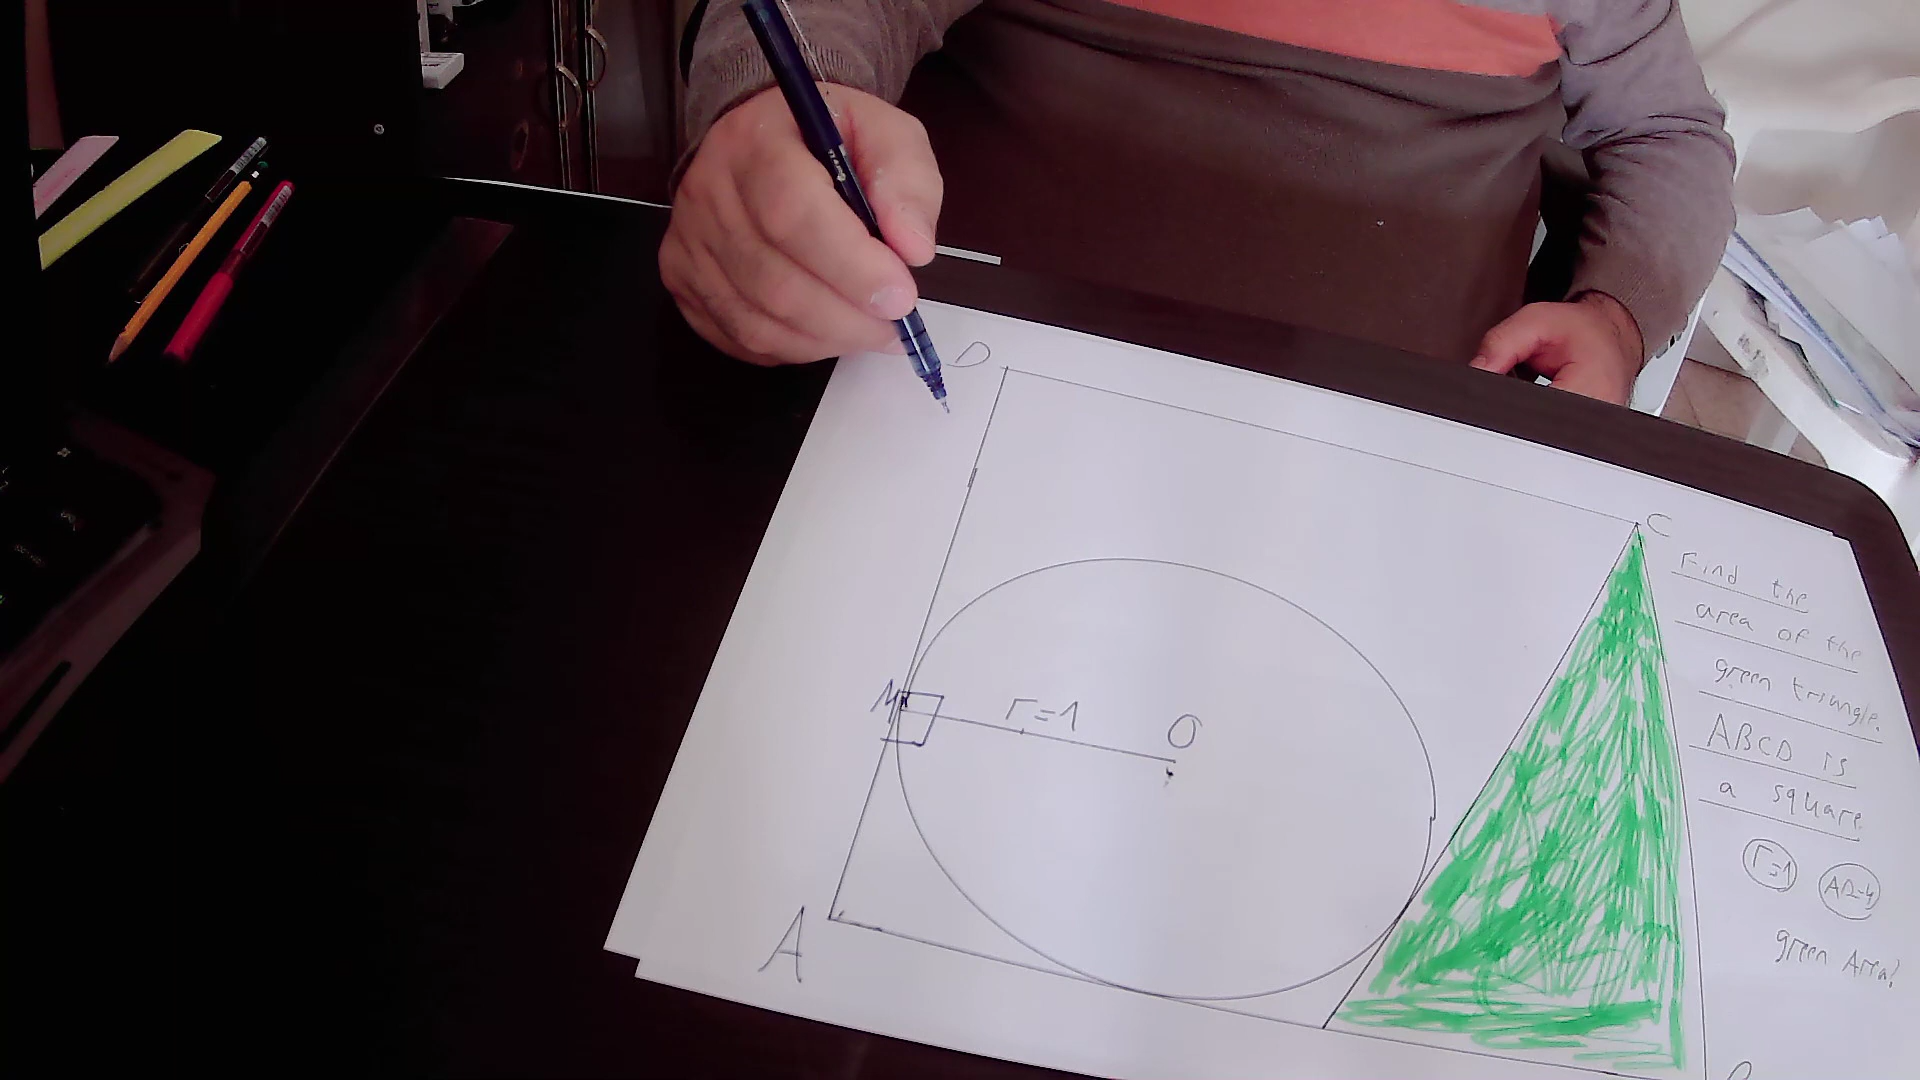 D
C
Find the
area of the
green triangle.
ABCD is
a square
r=1
AD=4
green Area?
M
r=1
O
A